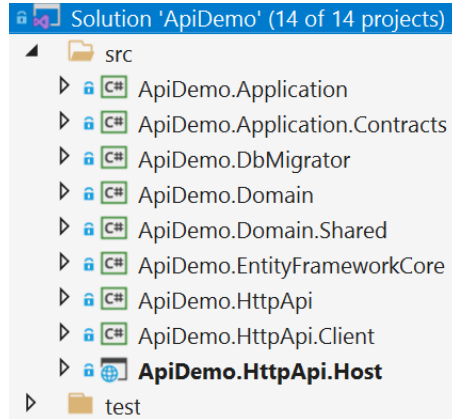 Solution 'ApiDemo' (14 of 14 projects)
src
C# ApiDemo.Application
C# ApiDemo.Application.Contracts
C# ApiDemo.DbMigrator
C# ApiDemo.Domain
C# ApiDemo.Domain.Shared
C# ApiDemo.EntityFrameworkCore
C# ApiDemo.HttpApi
C# ApiDemo.HttpApi.Client
ApiDemo.HttpApi.Host
test